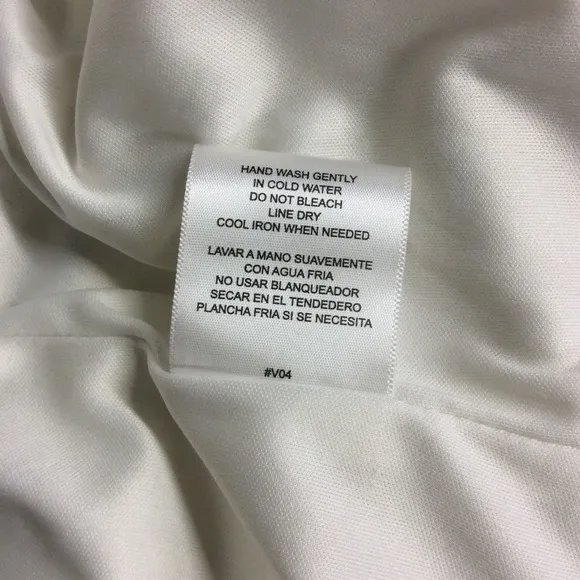 HAND WASH GENTLY
IN COLD WATER
DO NOT BLEACH
LINE DRY
COOL IRON WHEN NEEDED
LAVAR A MANO SUAVEMENTE
CON AGUA FRIA
NO USAR BLANQUEADOR
SECAR EN EL TENDEDERO
PLANCHA FRIA SI SE NECESITA
#V04